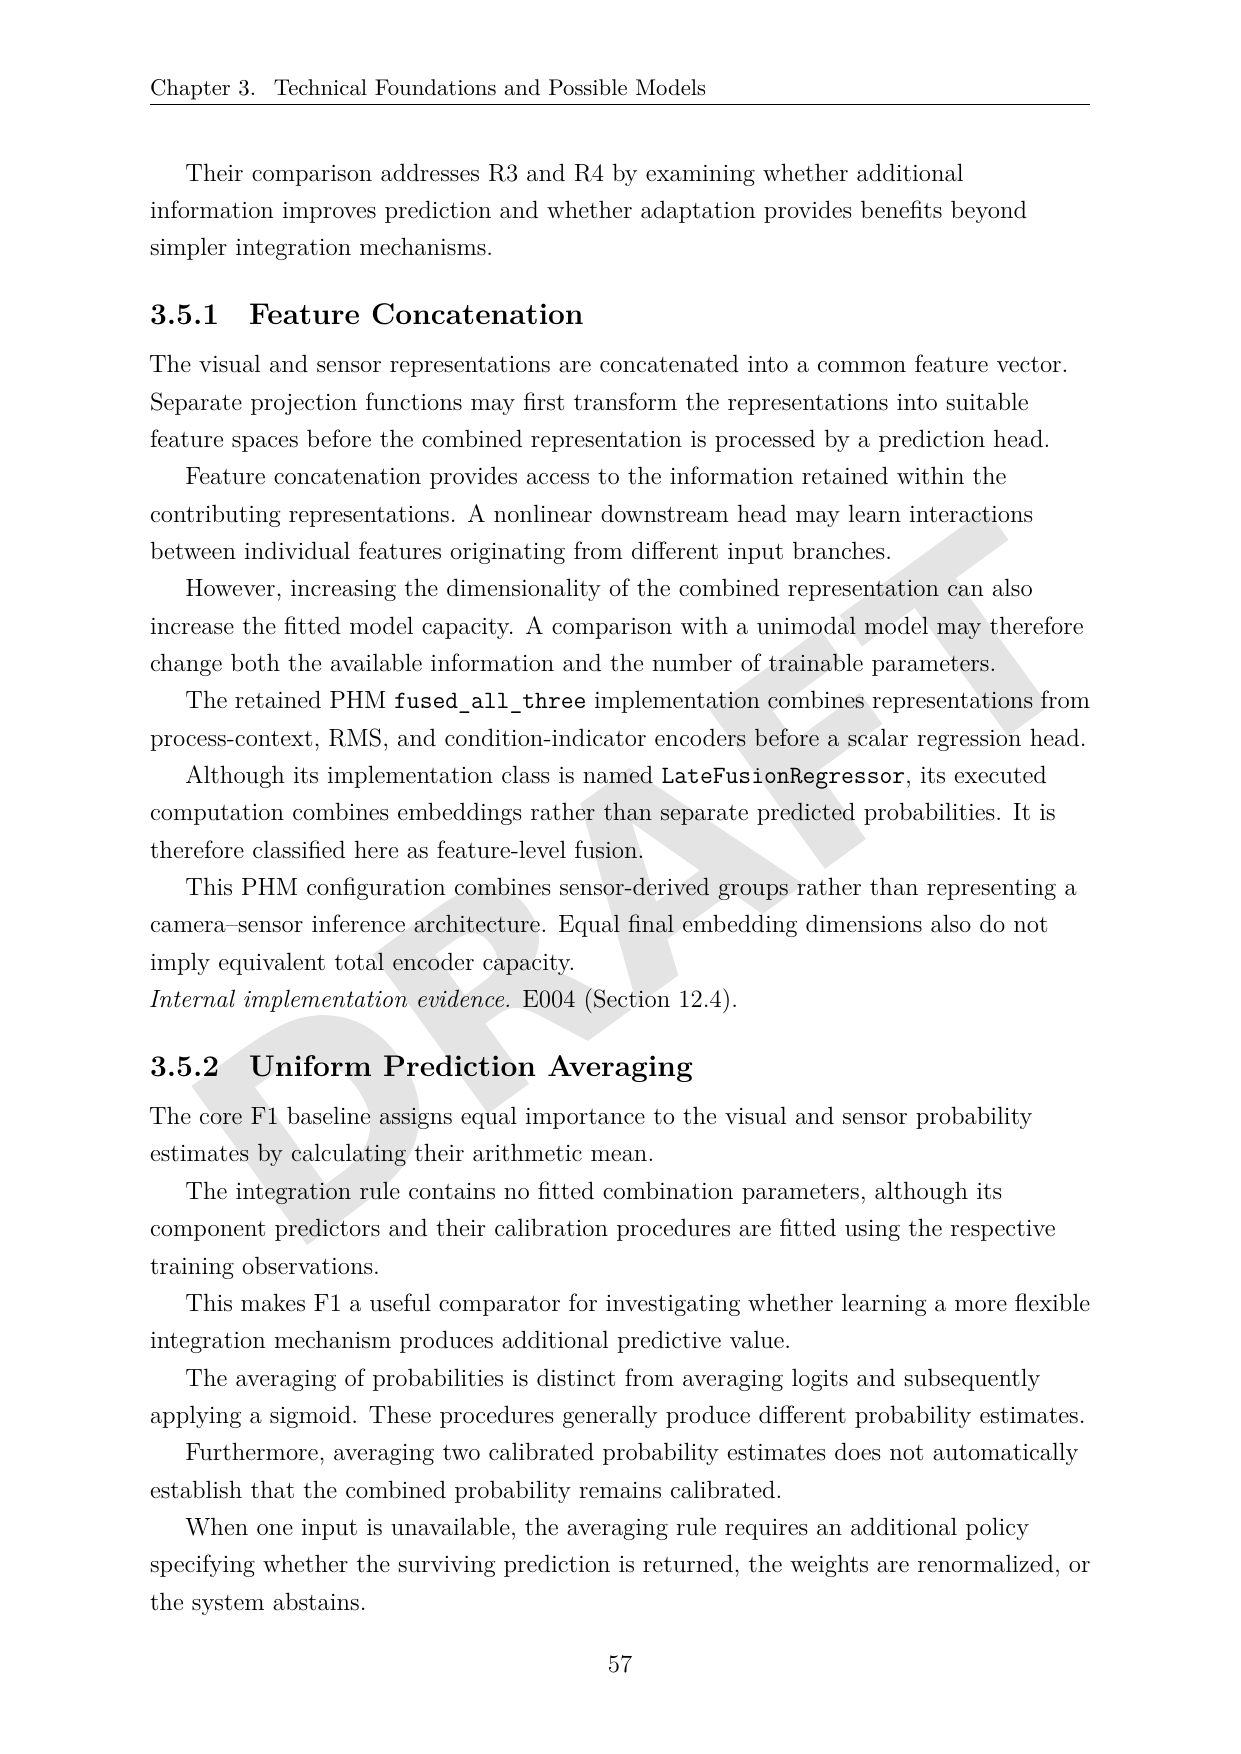 Chapter 3. Technical Foundations and Possible Models
Their comparison addresses R3 and R4 by examining whether additional
information improves prediction and whether adaptation provides benefits beyond
simpler integration mechanisms.
3.5.1 Feature Concatenation
The visual and sensor representations are concatenated into a common feature vector.
Separate projection functions may first transform the representations into suitable
feature spaces before the combined representation is processed by a prediction head.
Feature concatenation provides access to the information retained within the
contributing representations. A nonlinear downstream head may learn interactions
between individual features originating from different input branches.
However, increasing the dimensionality of the combined representation can also
increase the fitted model capacity. A comparison with a unimodal model may therefore
change both the available information and the number of trainable parameters.
The retained PHM fused_all_three implementation combines representations from
process-context, RMS, and condition-indicator encoders before a scalar regression head.
Although its implementation class is named LateFusionRegressor, its executed
computation combines embeddings rather than separate predicted probabilities. It is
therefore classified here as feature-level fusion.
This PHM configuration combines sensor-derived groups rather than representing a
camera–sensor inference architecture. Equal final embedding dimensions also do not
imply equivalent total encoder capacity.
Internal implementation evidence. E004 (Section 12.4).
3.5.2 Uniform Prediction Averaging
The core F1 baseline assigns equal importance to the visual and sensor probability
estimates by calculating their arithmetic mean.
The integration rule contains no fitted combination parameters, although its
component predictors and their calibration procedures are fitted using the respective
training observations.
This makes F1 a useful comparator for investigating whether learning a more flexible
integration mechanism produces additional predictive value.
The averaging of probabilities is distinct from averaging logits and subsequently
applying a sigmoid. These procedures generally produce different probability estimates.
Furthermore, averaging two calibrated probability estimates does not automatically
establish that the combined probability remains calibrated.
When one input is unavailable, the averaging rule requires an additional policy
specifying whether the surviving prediction is returned, the weights are renormalized, or
the system abstains.
57
DRAFT